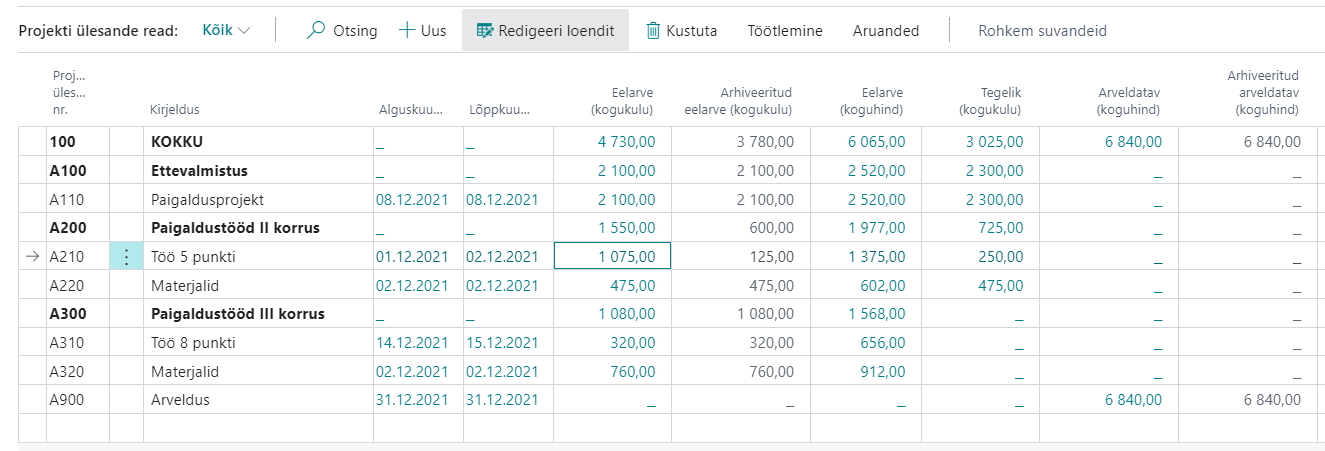 Projekti ülesande read: Kõik Otsing Uus Redigeeri loendit Kustuta Töötlemine Aruanded Rohkem suvandeid
Proj... üles... nr. Kirjeldus Alguskuu... Lõppkuu... Eelarve (kogukulu) Arhiveeritud eelarve (kogukulu) Eelarve (koguhind) Tegelik (kogukulu) Arveldatav (koguhind) Arhiveeritud arveldatav (koguhind)
100 KOKKU _ _ 4 730,00 3 780,00 6 065,00 3 025,00 6 840,00 6 840,00
A100 Ettevalmistus _ _ 2 100,00 2 100,00 2 520,00 2 300,00 _ _
A110 Paigaldusprojekt 08.12.2021 08.12.2021 2 100,00 2 100,00 2 520,00 2 300,00 _ _
A200 Paigaldustööd II korrus _ _ 1 550,00 600,00 1 977,00 725,00 _ _
A210 Töö 5 punkti 01.12.2021 02.12.2021 1 075,00 125,00 1 375,00 250,00 _ _
A220 Materjalid 02.12.2021 02.12.2021 475,00 475,00 602,00 475,00 _ _
A300 Paigaldustööd III korrus _ _ 1 080,00 1 080,00 1 568,00 _ _ _
A310 Töö 8 punkti 14.12.2021 15.12.2021 320,00 320,00 656,00 _ _ _
A320 Materjalid 02.12.2021 02.12.2021 760,00 760,00 912,00 _ _ _
A900 Arveldus 31.12.2021 31.12.2021 _ _ _ _ 6 840,00 6 840,00